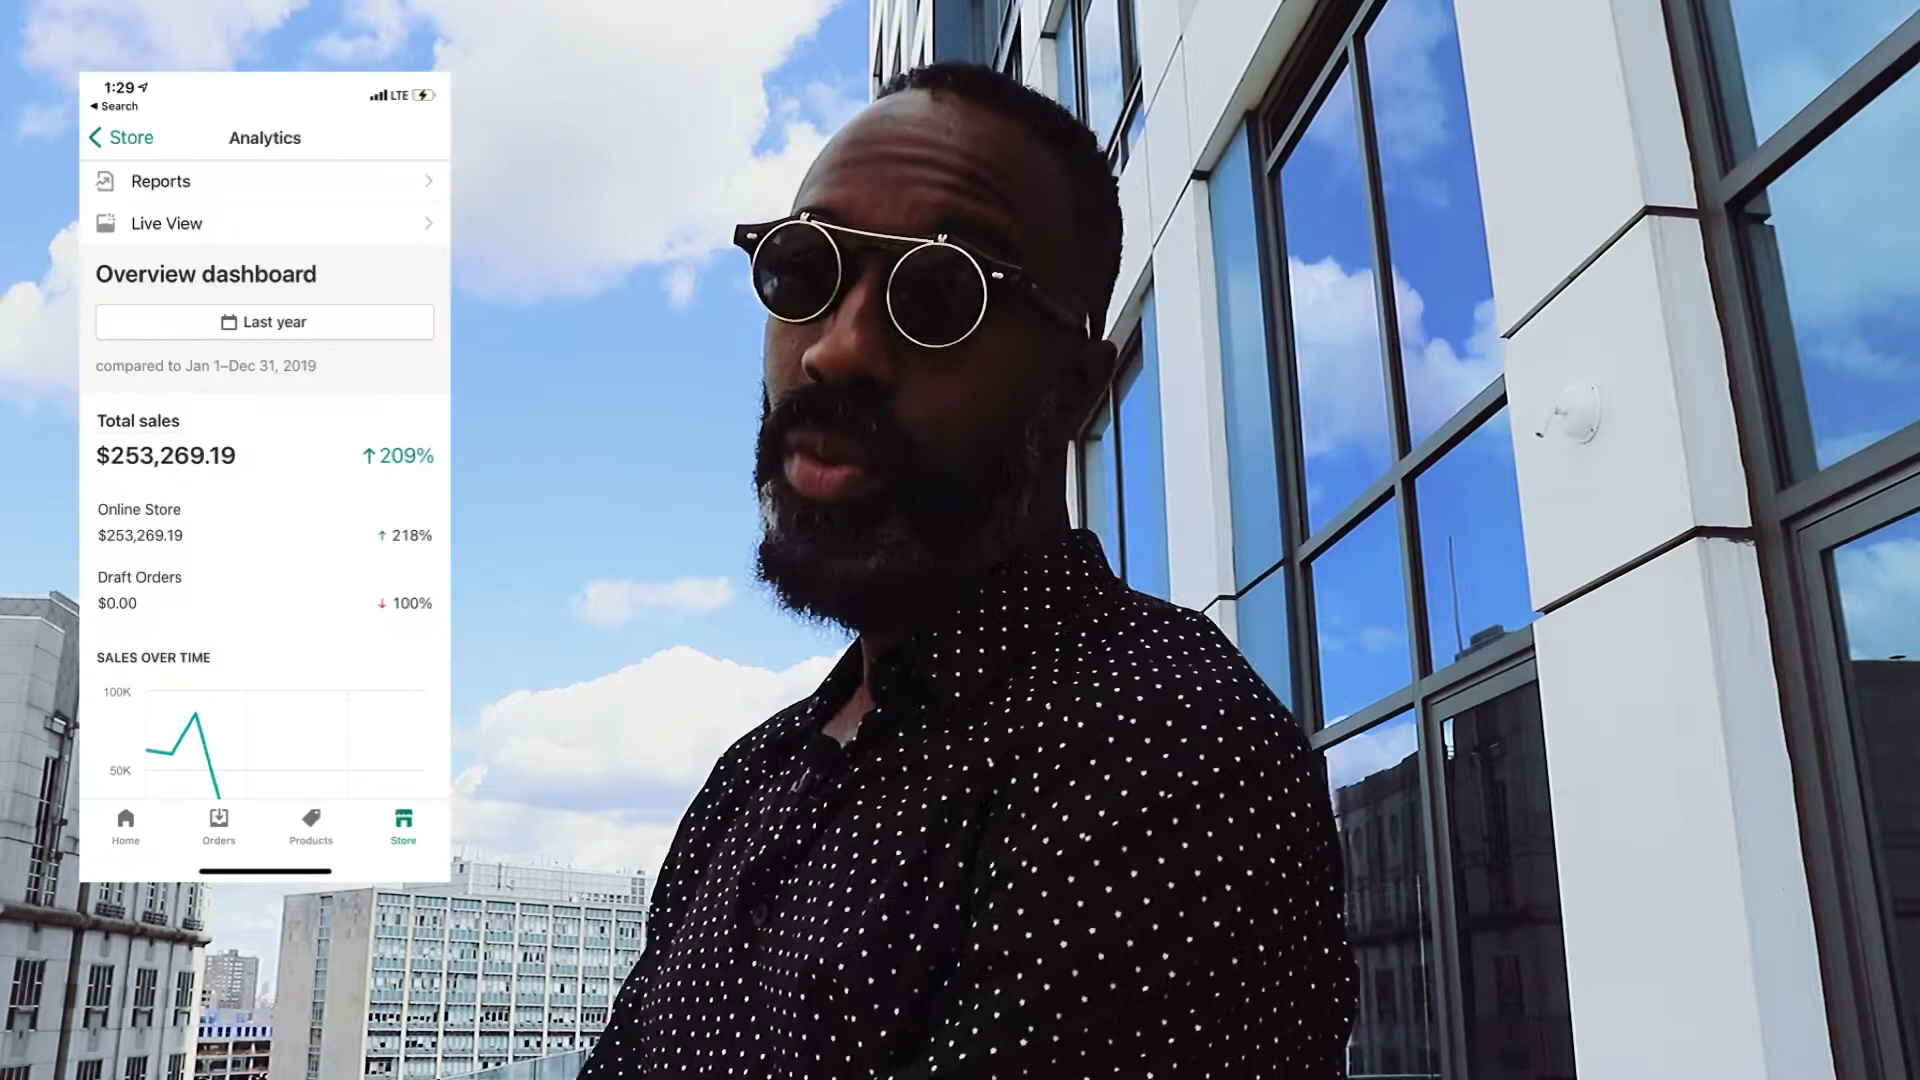 1:29
LTE
Search
Store
Analytics
Reports
Live View
Overview dashboard
Last year
compared to Jan 1–Dec 31, 2019
Total sales
$253,269.19 ↑ 209%
Online Store
$253,269.19 ↑ 218%
Draft Orders
$0.00 ↓ 100%
SALES OVER TIME
100K
50K
Home Orders Products Store